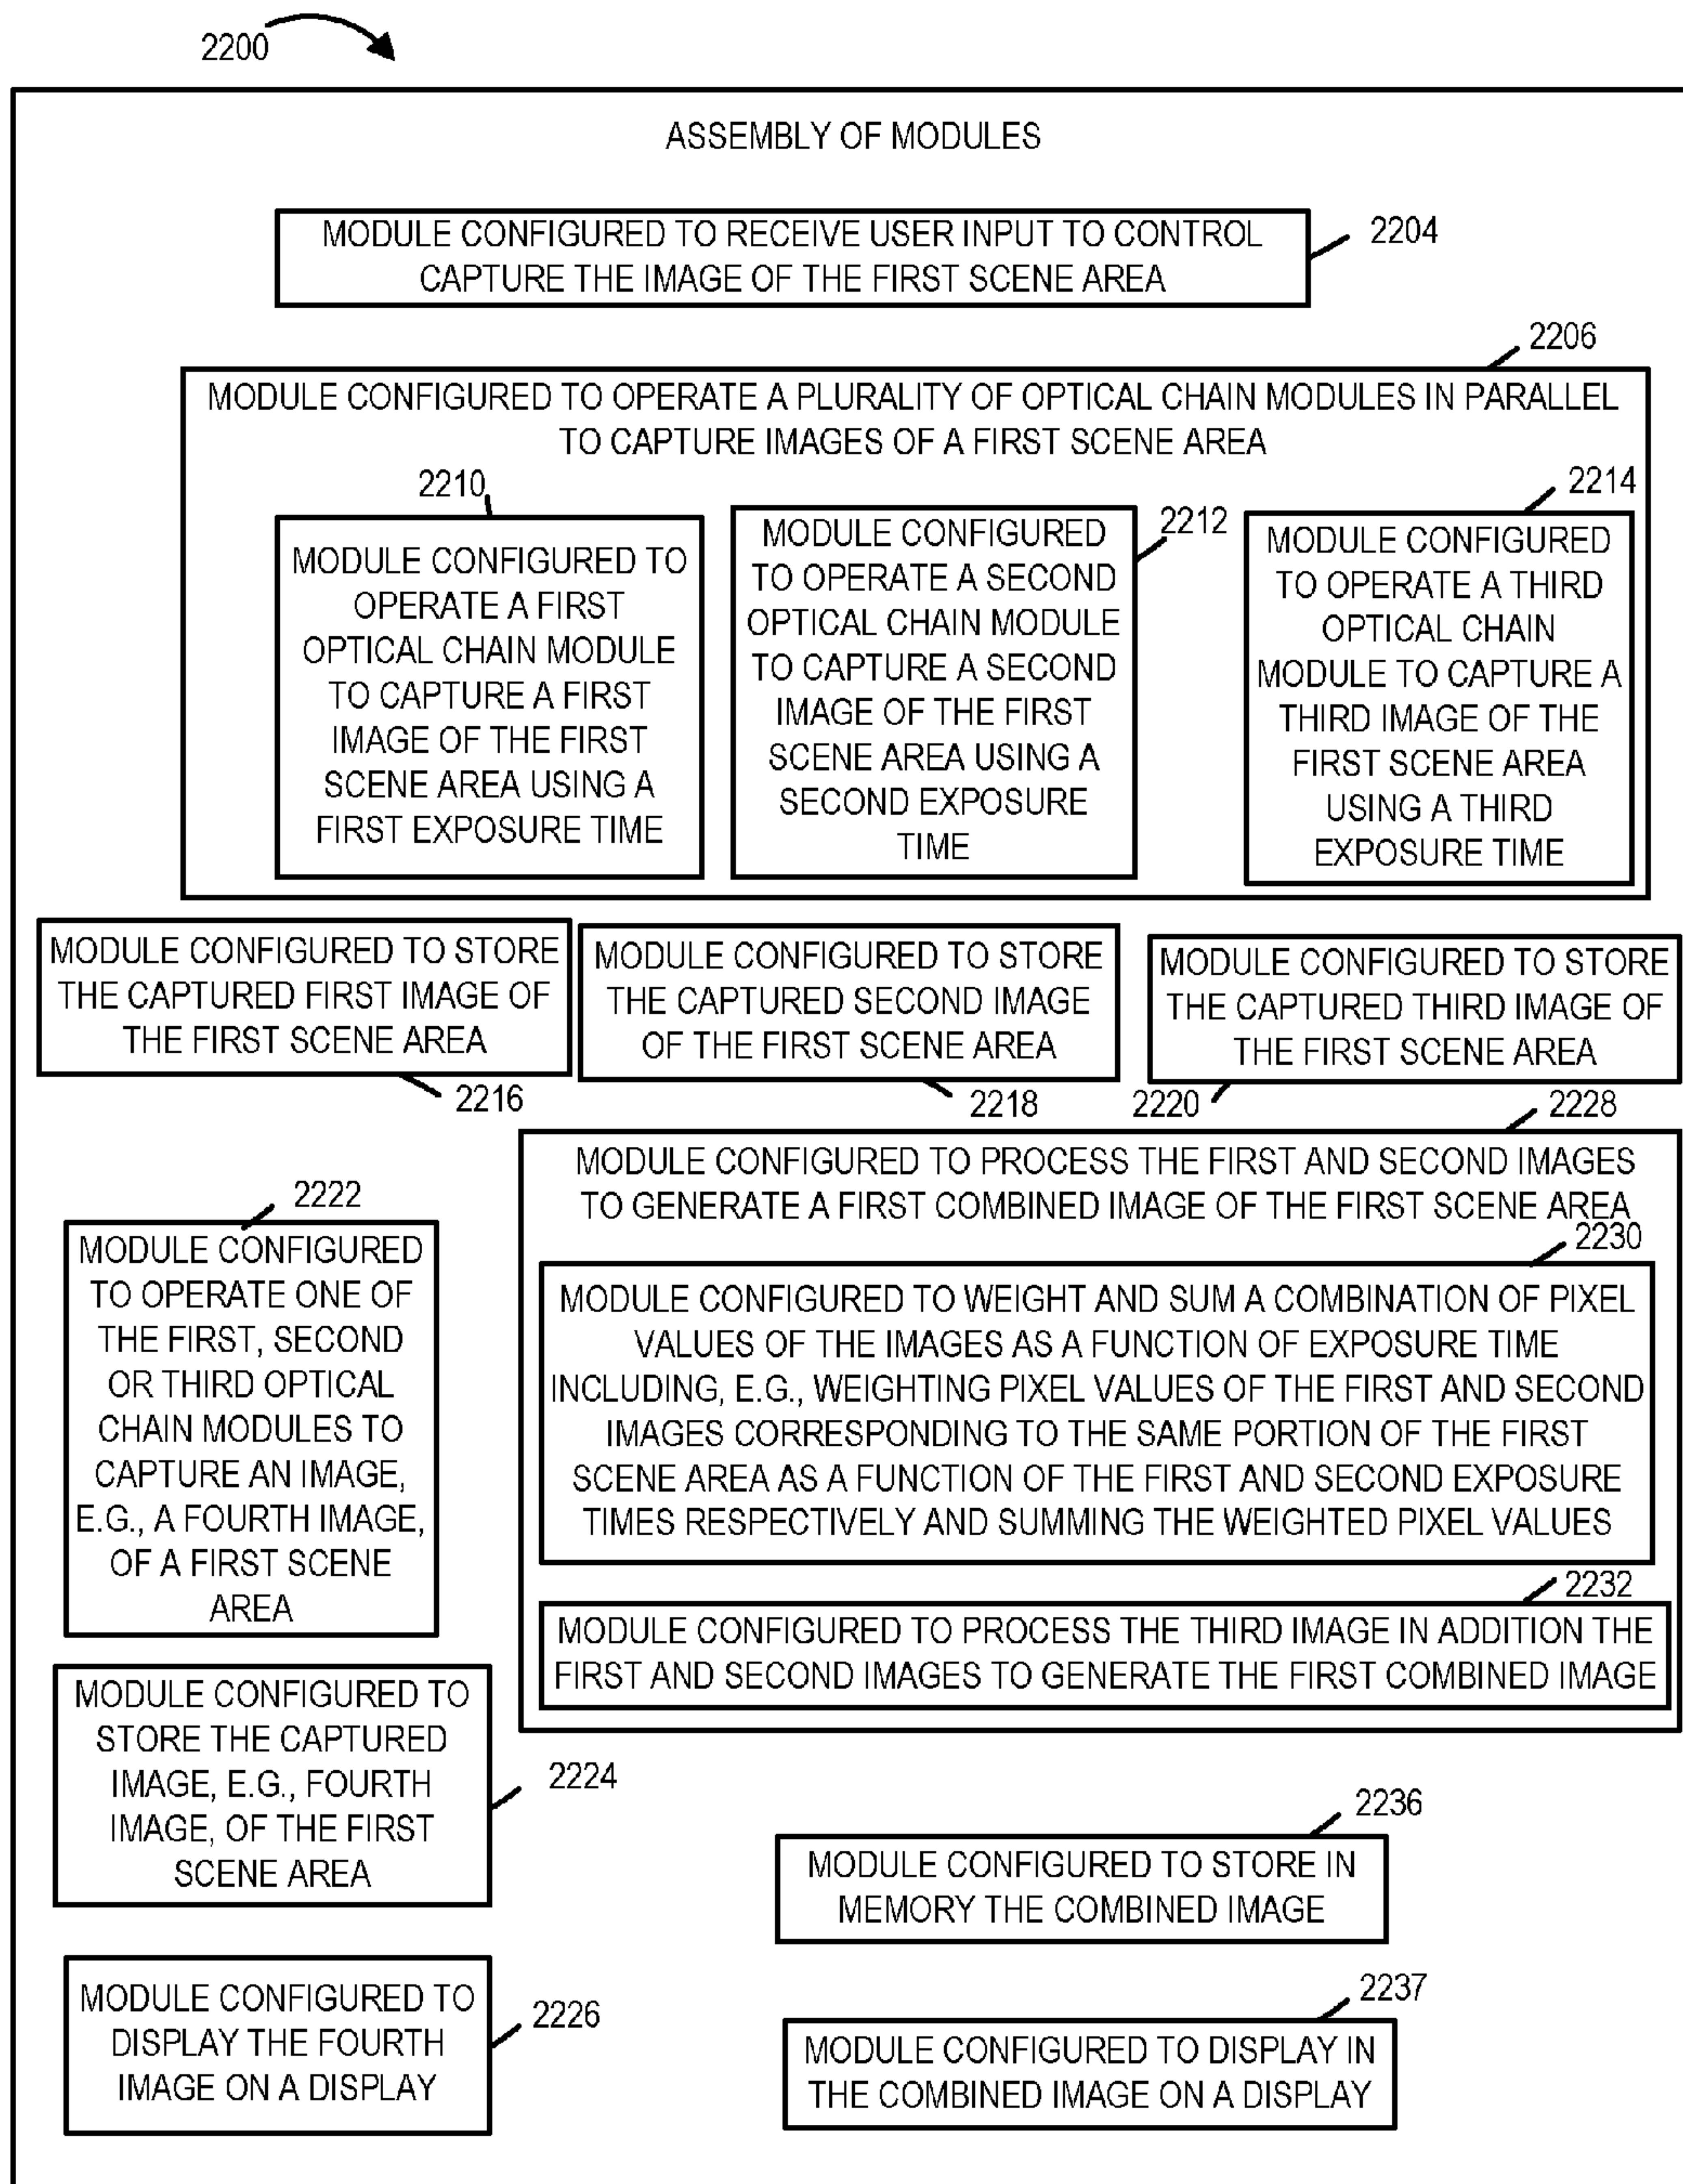 2200
ASSEMBLY OF MODULES
MODULE CONFIGURED TO RECEIVE USER INPUT TO CONTROL
CAPTURE THE IMAGE OF THE FIRST SCENE AREA
2204
2206
MODULE CONFIGURED TO OPERATE A PLURALITY OF OPTICAL CHAIN MODULES IN PARALLEL
TO CAPTURE IMAGES OF A FIRST SCENE AREA
2210
MODULE CONFIGURED TO
OPERATE A FIRST
OPTICAL CHAIN MODULE
TO CAPTURE A FIRST
IMAGE OF THE FIRST
SCENE AREA USING A
FIRST EXPOSURE TIME
2212
MODULE CONFIGURED
TO OPERATE A SECOND
OPTICAL CHAIN MODULE
TO CAPTURE A SECOND
IMAGE OF THE FIRST
SCENE AREA USING A
SECOND EXPOSURE
TIME
2214
MODULE CONFIGURED
TO OPERATE A THIRD
OPTICAL CHAIN
MODULE TO CAPTURE A
THIRD IMAGE OF THE
FIRST SCENE AREA
USING A THIRD
EXPOSURE TIME
MODULE CONFIGURED TO STORE
THE CAPTURED FIRST IMAGE OF
THE FIRST SCENE AREA
2216
MODULE CONFIGURED TO STORE
THE CAPTURED SECOND IMAGE
OF THE FIRST SCENE AREA
2218
MODULE CONFIGURED TO STORE
THE CAPTURED THIRD IMAGE OF
THE FIRST SCENE AREA
2220
2222
MODULE CONFIGURED
TO OPERATE ONE OF
THE FIRST, SECOND
OR THIRD OPTICAL
CHAIN MODULES TO
CAPTURE AN IMAGE,
E.G., A FOURTH IMAGE,
OF A FIRST SCENE
AREA
2228
MODULE CONFIGURED TO PROCESS THE FIRST AND SECOND IMAGES
TO GENERATE A FIRST COMBINED IMAGE OF THE FIRST SCENE AREA
2230
MODULE CONFIGURED TO WEIGHT AND SUM A COMBINATION OF PIXEL
VALUES OF THE IMAGES AS A FUNCTION OF EXPOSURE TIME
INCLUDING, E.G., WEIGHTING PIXEL VALUES OF THE FIRST AND SECOND
IMAGES CORRESPONDING TO THE SAME PORTION OF THE FIRST
SCENE AREA AS A FUNCTION OF THE FIRST AND SECOND EXPOSURE
TIMES RESPECTIVELY AND SUMMING THE WEIGHTED PIXEL VALUES
2232
MODULE CONFIGURED TO PROCESS THE THIRD IMAGE IN ADDITION THE
FIRST AND SECOND IMAGES TO GENERATE THE FIRST COMBINED IMAGE
MODULE CONFIGURED TO
STORE THE CAPTURED
IMAGE, E.G., FOURTH
IMAGE, OF THE FIRST
SCENE AREA
2224
2236
MODULE CONFIGURED TO STORE IN
MEMORY THE COMBINED IMAGE
MODULE CONFIGURED TO
DISPLAY THE FOURTH
IMAGE ON A DISPLAY
2226
2237
MODULE CONFIGURED TO DISPLAY IN
THE COMBINED IMAGE ON A DISPLAY